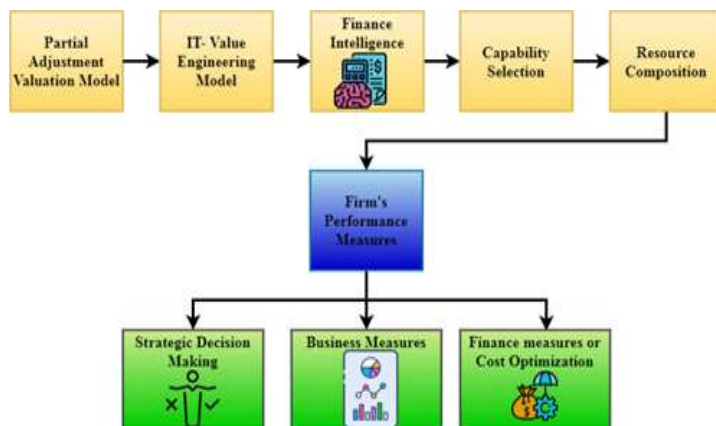 Partial
Adjustment
Valuation Model
IT- Value
Engineering
Model
Finance
Intelligence
Capability
Selection
Resource
Composition
Firm's
Performance
Measures
Strategic Decision
Making
Business Measures
Finance measures or
Cost Optimization